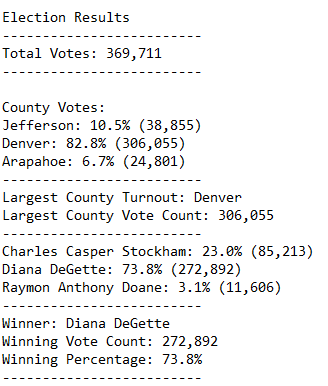 Election Results
-------------------------
Total Votes: 369,711
-------------------------
County Votes:
Jefferson: 10.5% (38,855)
Denver: 82.8% (306,055)
Arapahoe: 6.7% (24,801)
-------------------------
Largest County Turnout: Denver
Largest County Vote Count: 306,055
-------------------------
Charles Casper Stockham: 23.0% (85,213)
Diana DeGette: 73.8% (272,892)
Raymon Anthony Doane: 3.1% (11,606)
-------------------------
Winner: Diana DeGette
Winning Vote Count: 272,892
Winning Percentage: 73.8%
-------------------------